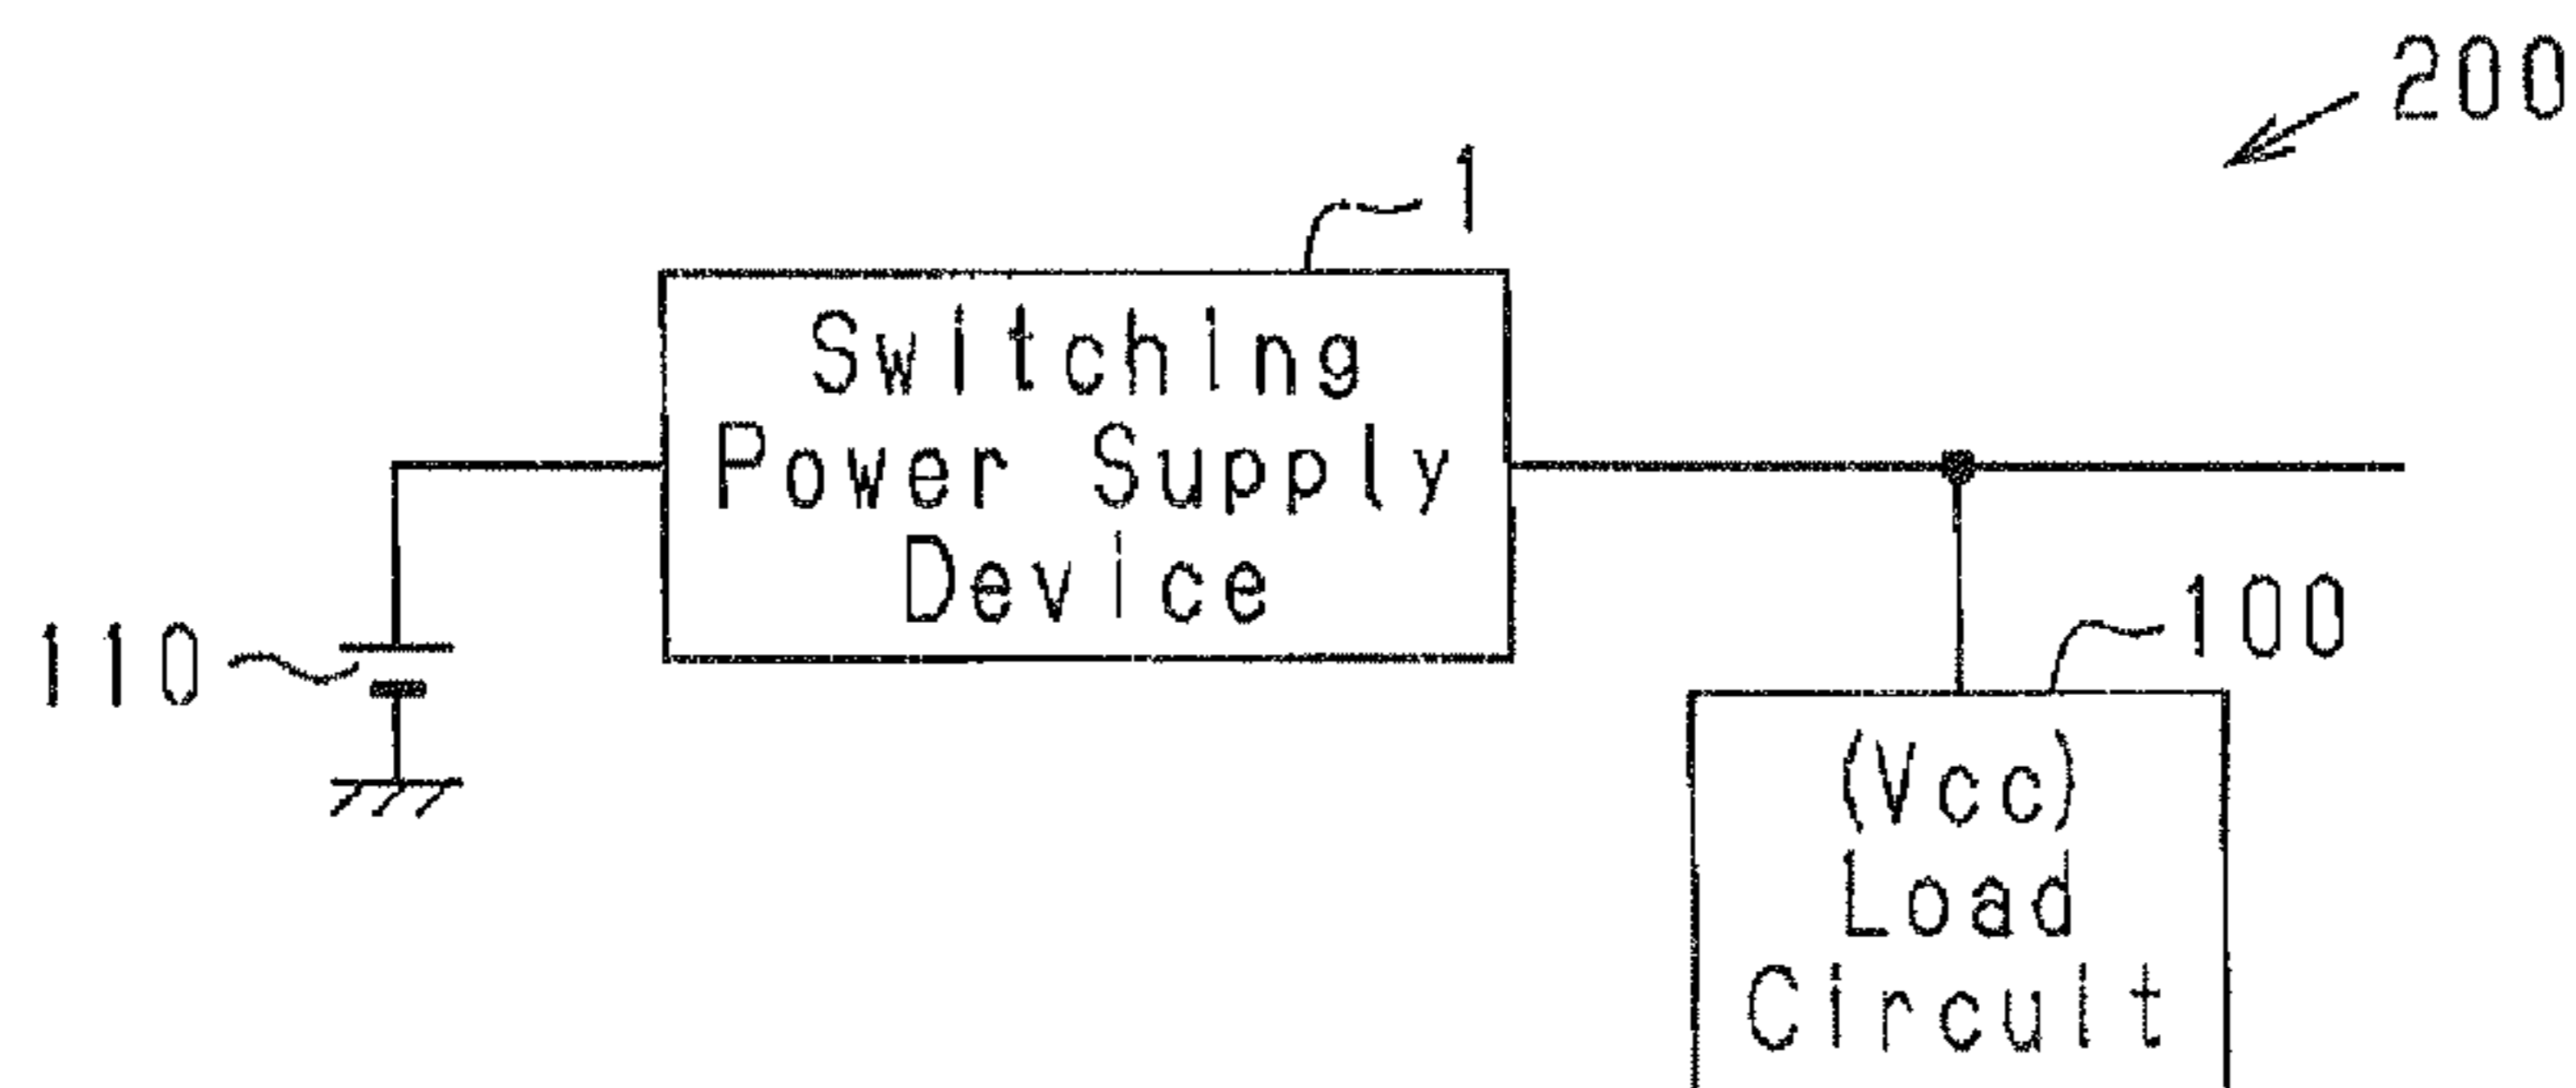 200
1
Switching
Power Supply
Device
110
100
(Vcc)
Load
Circuit